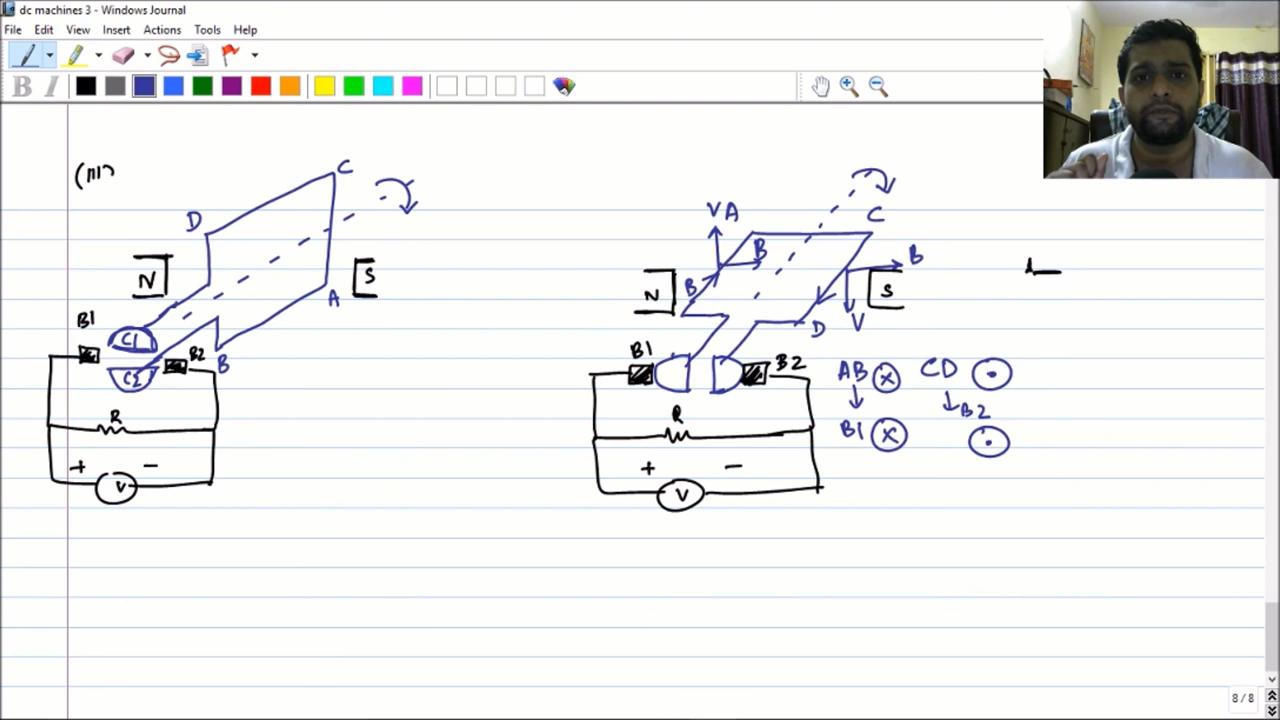 dc machines 3 - Windows Journal
File Edit View Insert Actions Tools Help
B I
(III)
C
D
N
S
A
B1
C1
B2
C2
B
R
+ -
V
V A
C
B
B
B
N
S
D
V
B1
B2
AB ⊗ CD ⊙
↓ ↓ B2
B1 ⊗ ⊙
R
+ -
V
8 / 8